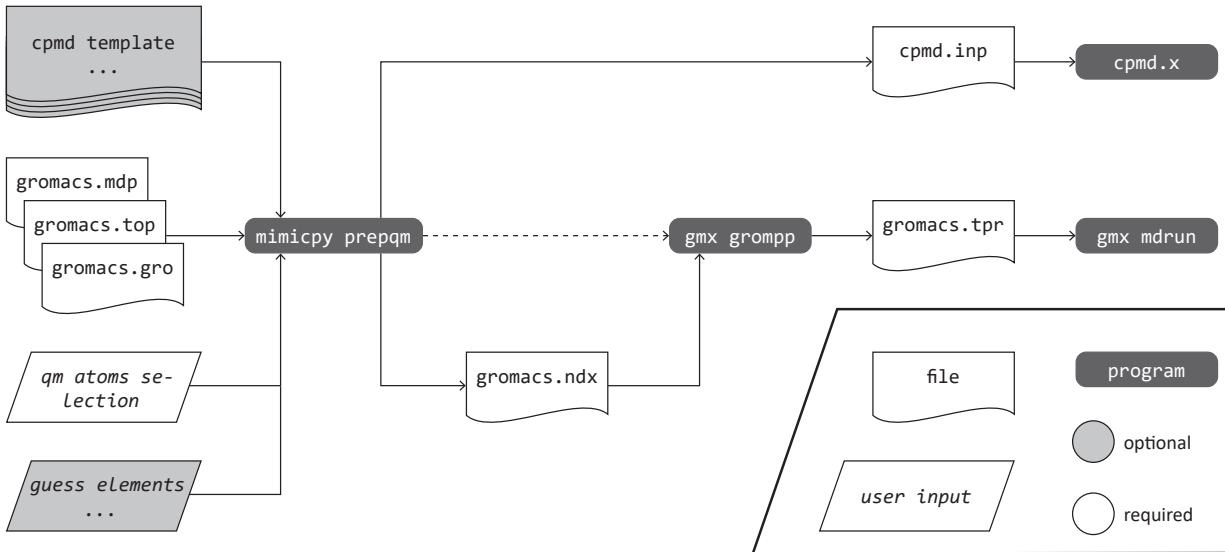 cpmd template
...
cpmd.inp
cpmd.x
gromacs.mdp
gromacs.top
gromacs.gro
mimicpy prepqm
gmx grompp
gromacs.tpr
gmx mdrun
qm atoms se-
lection
gromacs.ndx
guess elements
...
file
program
optional
user input
required